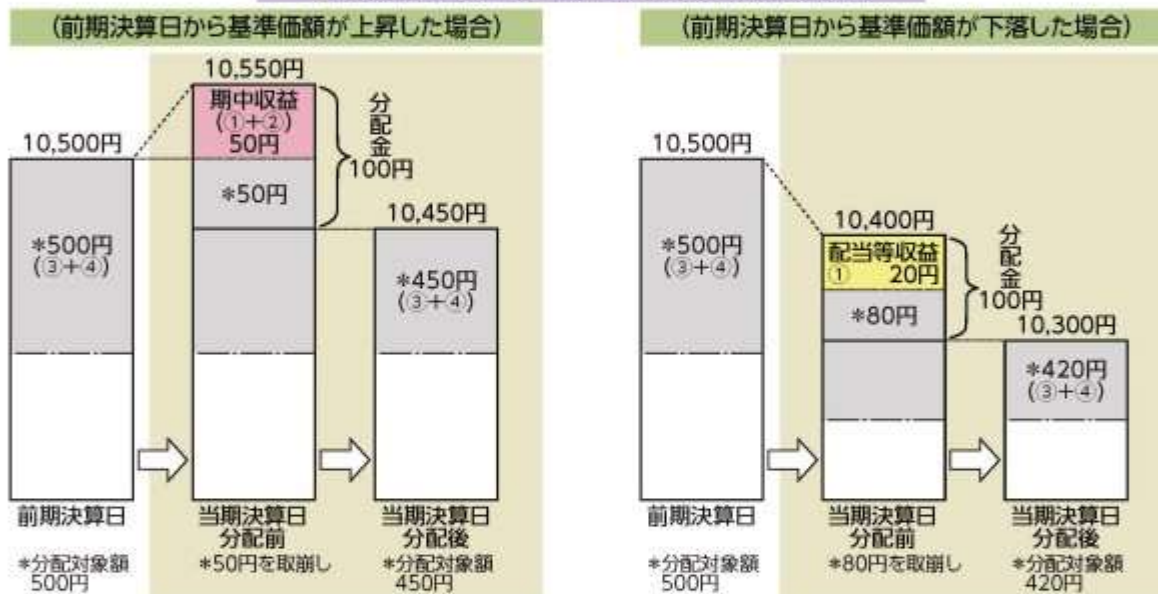 (前期決算日から基準価額が上昇した場合)
10,500円
*500円
(③+④)
10,550円
期中収益
(①+②)
50円
*50円
分配金
100円
10,450円
*450円
(③+④)
前期決算日
当期決算日
分配前
当期決算日
分配後
*分配対象額
500円
*50円を取崩し
*分配対象額
450円
(前期決算日から基準価額が下落した場合)
10,500円
*500円
(③+④)
10,400円
配当等収益
① 20円
*80円
分配金
100円
10,300円
*420円
(③+④)
前期決算日
当期決算日
分配前
当期決算日
分配後
*分配対象額
500円
*80円を取崩し
*分配対象額
420円